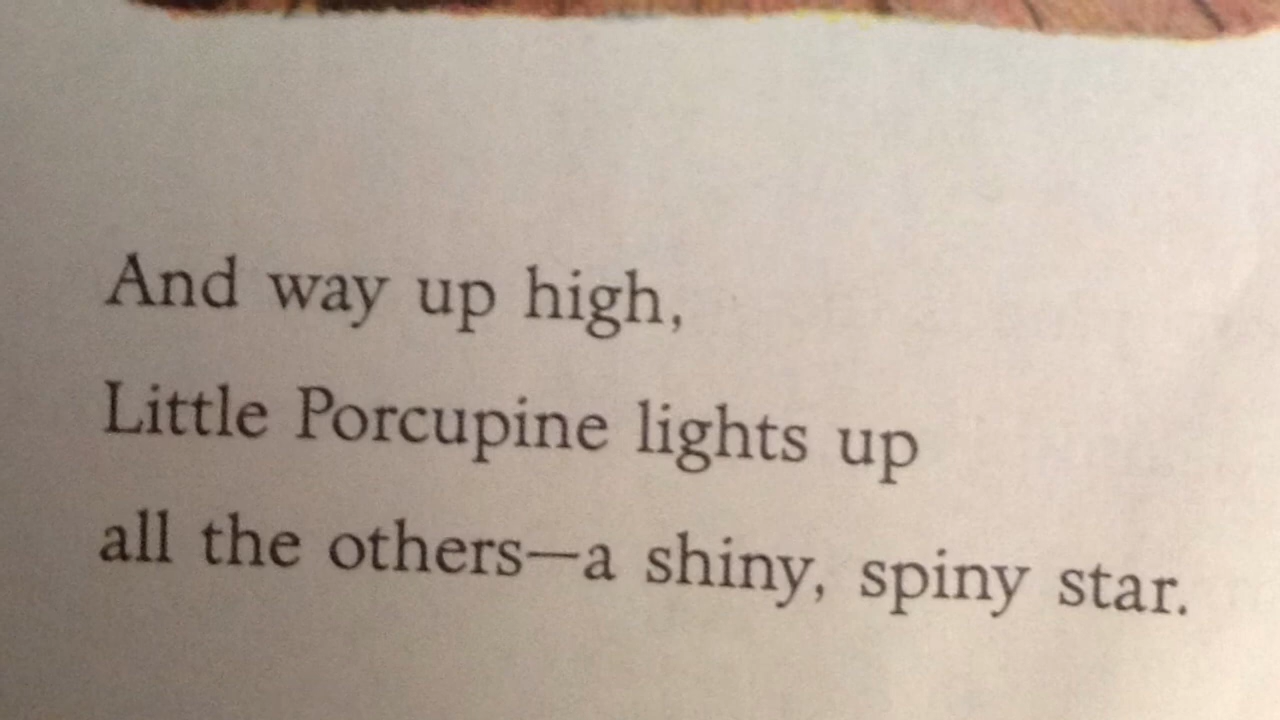 And way up high,
Little Porcupine lights up
all the others—a shiny, spiny star.